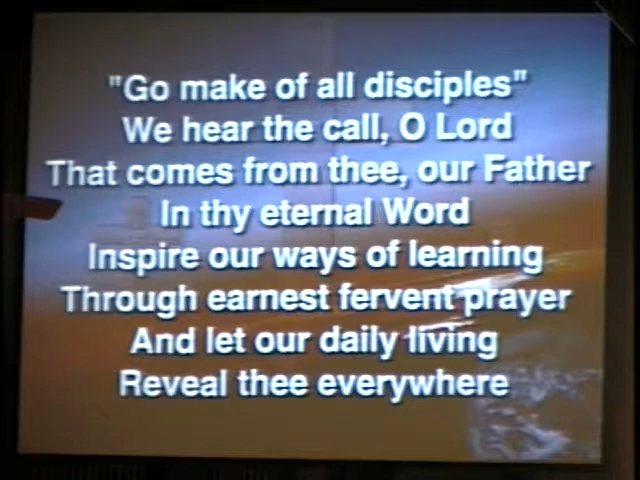 "Go make of all disciples"
We hear the call, O Lord
That comes from thee, our Father
In thy eternal Word
Inspire our ways of learning
Through earnest fervent prayer
And let our daily living
Reveal thee everywhere